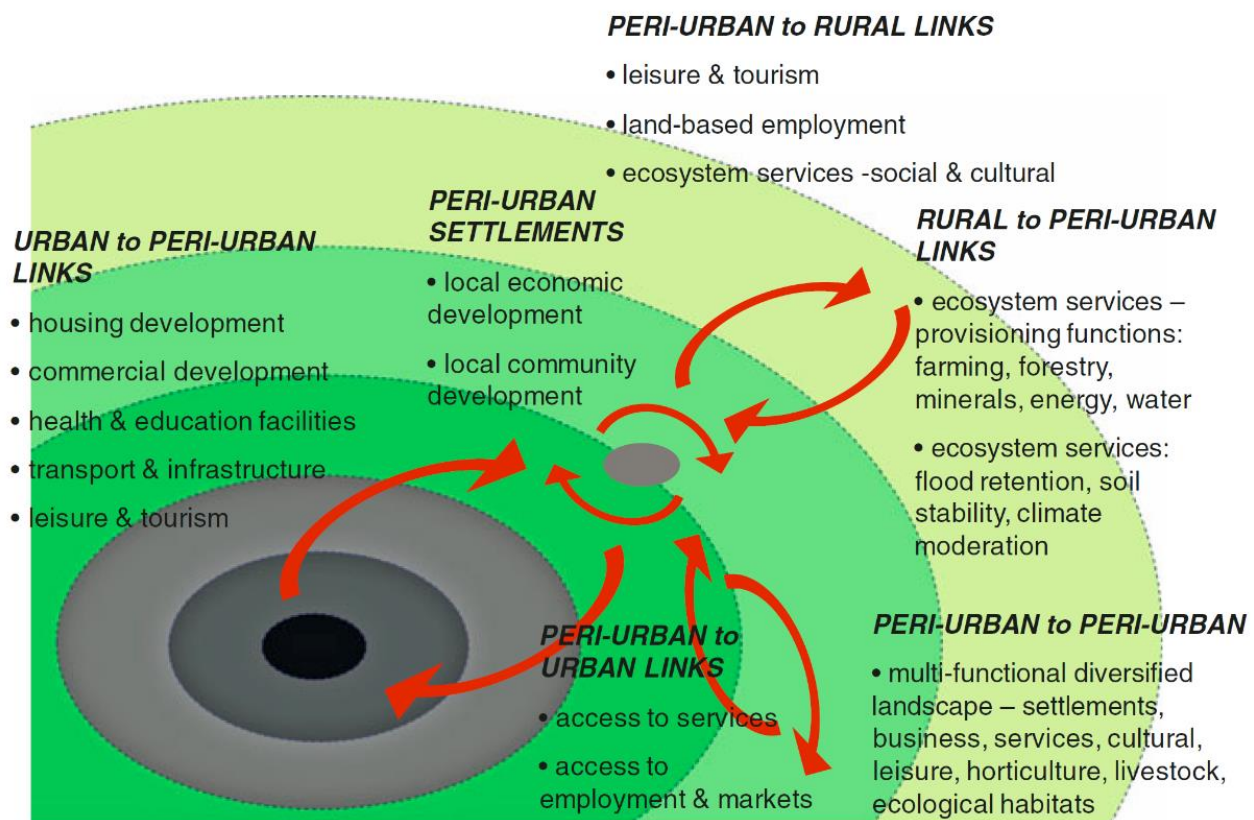 PERI-URBAN to RURAL LINKS
• leisure & tourism
• land-based employment
• ecosystem services -social & cultural
PERI-URBAN
SETTLEMENTS
• local economic
development
• local community
development
URBAN to PERI-URBAN
LINKS
• housing development
• commercial development
• health & education facilities
• transport & infrastructure
• leisure & tourism
RURAL to PERI-URBAN
LINKS
• ecosystem services –
provisioning functions:
farming, forestry,
minerals, energy, water
• ecosystem services:
flood retention, soil
stability, climate
moderation
PERI-URBAN to
URBAN LINKS
• access to services
• access to
employment & markets
PERI-URBAN to PERI-URBAN
• multi-functional diversified
landscape – settlements,
business, services, cultural,
leisure, horticulture, livestock,
ecological habitats